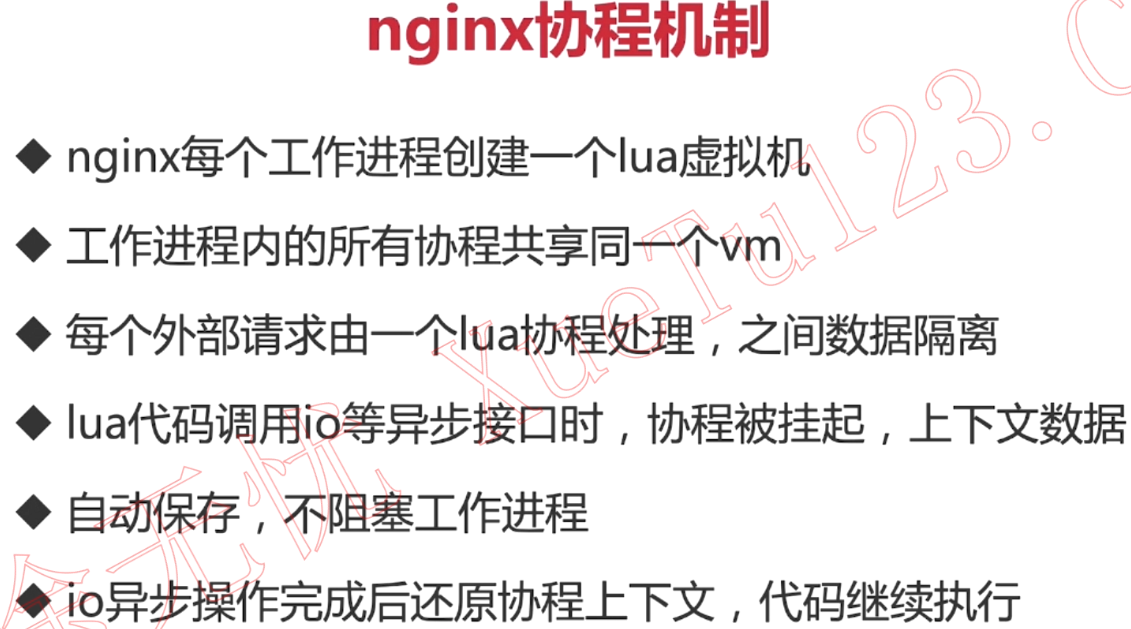 nginx协程机制
◆ nginx每个工作进程创建一个lua虚拟机
◆ 工作进程内的所有协程共享同一个vm
◆ 每个外部请求由一个lua协程处理，之间数据隔离
◆ lua代码调用io等异步接口时，协程被挂起，上下文数据
◆ 自动保存，不阻塞工作进程
◆ io异步操作完成后还原协程上下文，代码继续执行
余无忧 XueTu123.C